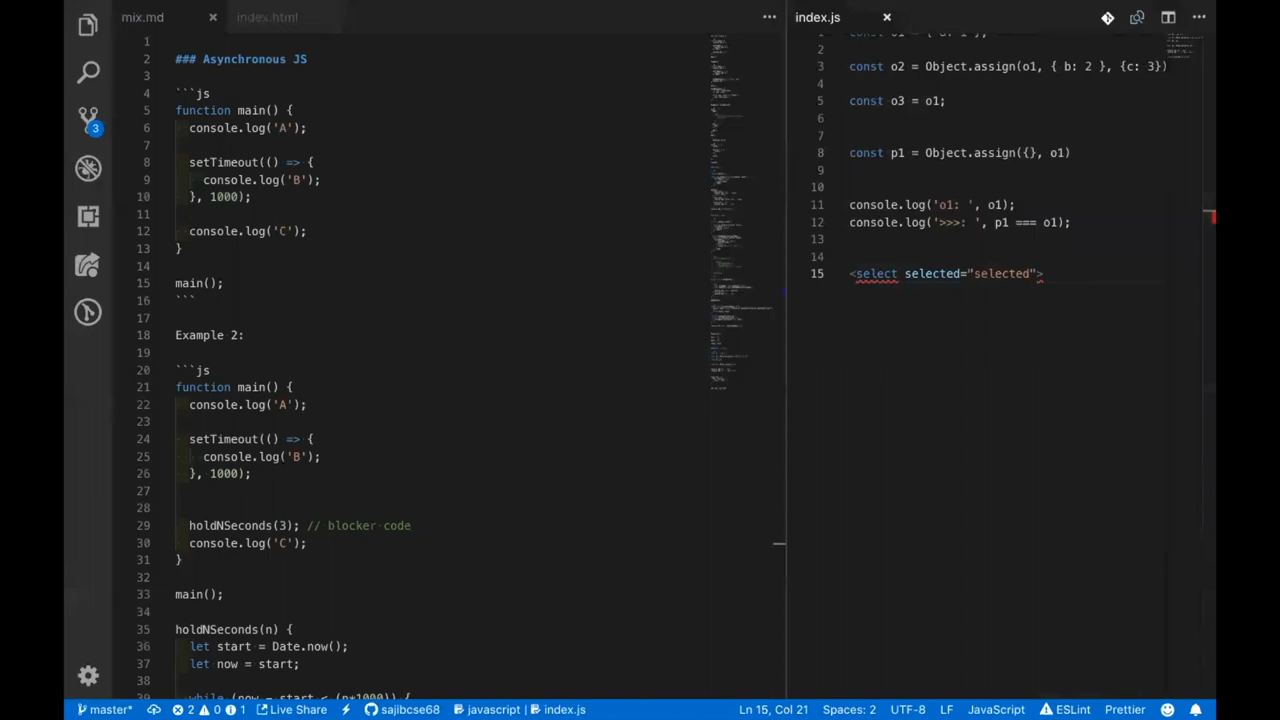 mix.md
index.html
index.js
3
1
2 ### Asynchronous JS
3
4 ```js
5 function main() {
6 console.log('A');
7
8 setTimeout(() => {
9 console.log('B');
10 }, 1000);
11
12 console.log('C');
13 }
14
15 main();
16 ```
17
18 Example 2:
19
20 ```js
21 function main() {
22 console.log('A');
23
24 setTimeout(() => {
25 console.log('B');
26 }, 1000);
27
28
29 holdNSeconds(3); // blocker code
30 console.log('C');
31 }
32
33 main();
34
35 holdNSeconds(n) {
36 let start = Date.now();
37 let now = start;
38
39 while (now - start < (n*1000)) {
2
3 const o2 = Object.assign(o1, { b: 2 }, {c: 3})
4
5 const o3 = o1;
6
7
8 const p1 = Object.assign({}, o1)
9
10
11 console.log('o1: ', o1);
12 console.log('>>>: ', p1 === o1);
13
14
15 <select selected="selected">
master* 2 0 1 Live Share sajibcse68 javascript index.js Ln 15, Col 21 Spaces: 2 UTF-8 LF JavaScript ESLint Prettier